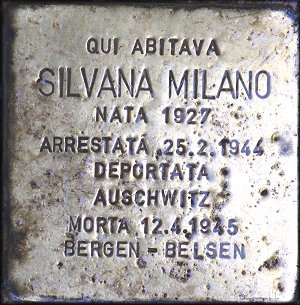 QUI ABITAVA
SILVANA MILANO
NATA 1927
ARRESTATA 25.2.1944
DEPORTATA
AUSCHWITZ
MORTA 12.4.1945
BERGEN - BELSEN